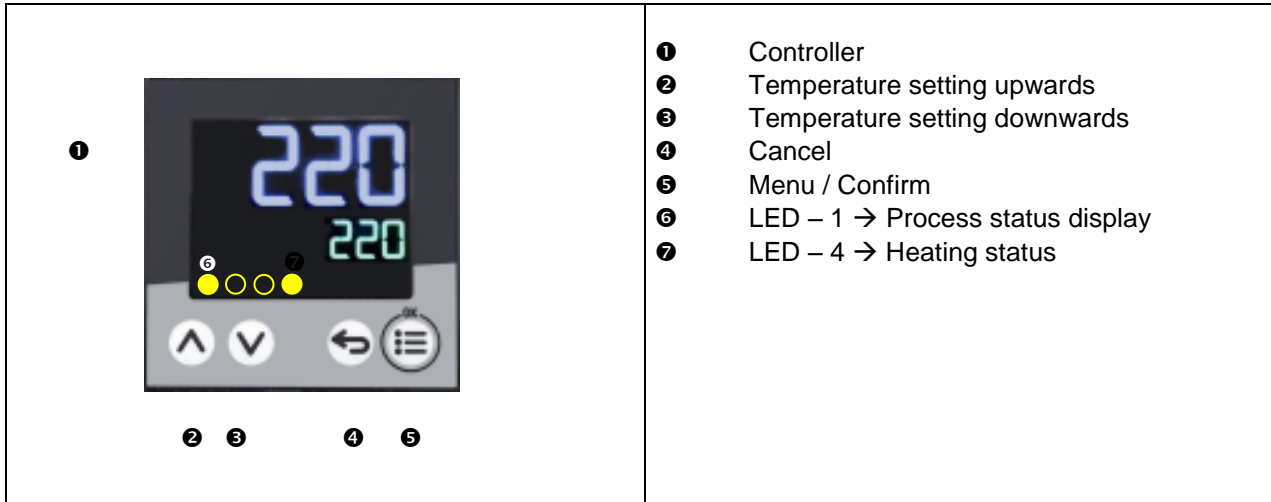 ❶ Controller
❷ Temperature setting upwards
❸ Temperature setting downwards
❹ Cancel
❺ Menu / Confirm
❻ LED – 1 → Process status display
❼ LED – 4 → Heating status
❶
220
220
❻ ❼
OK
❷ ❸ ❹ ❺